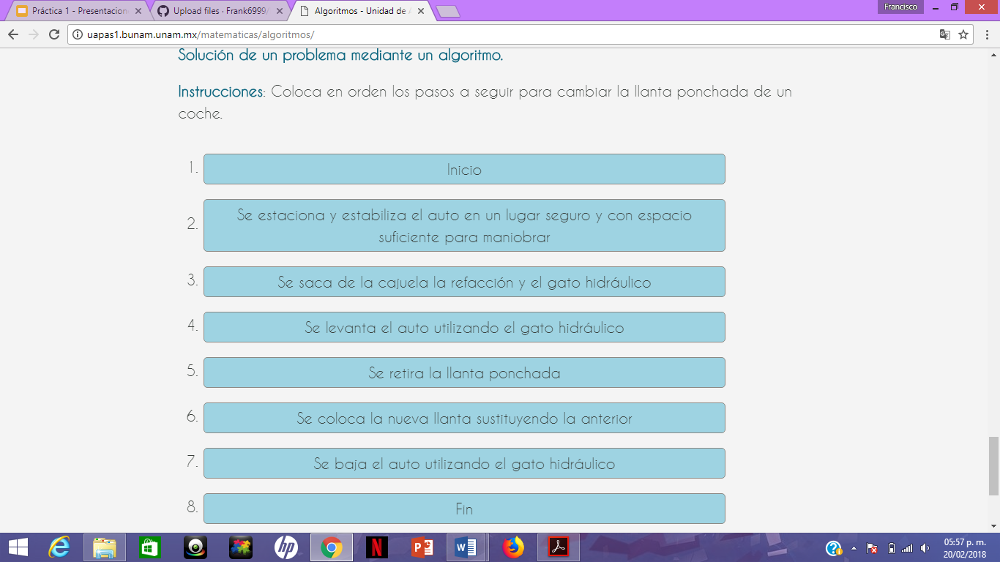 Práctica 1 - Presentacion
Upload files · Frank6999/
Algoritmos - Unidad de A
Francisco
uapas1.bunam.unam.mx/matematicas/algoritmos/
Solución de un problema mediante un algoritmo.
Instrucciones: Coloca en orden los pasos a seguir para cambiar la llanta ponchada de un
coche.
1. Inicio
2. Se estaciona y estabiliza el auto en un lugar seguro y con espacio
suficiente para maniobrar
3. Se saca de la cajuela la refacción y el gato hidráulico
4. Se levanta el auto utilizando el gato hidráulico
5. Se retira la llanta ponchada
6. Se coloca la nueva llanta sustituyendo la anterior
7. Se baja el auto utilizando el gato hidráulico
8. Fin
05:57 p. m.
20/02/2018